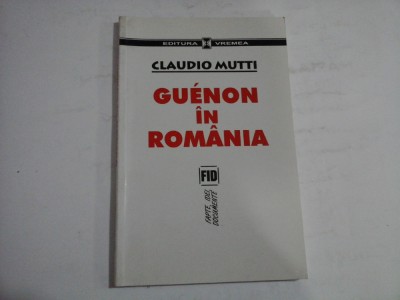 EDITURA VREMEA
CLAUDIO MUTTI
GUÉNON
ÎN
ROMÂNIA
FID
FAPTE, IDEI,
DOCUMENTE